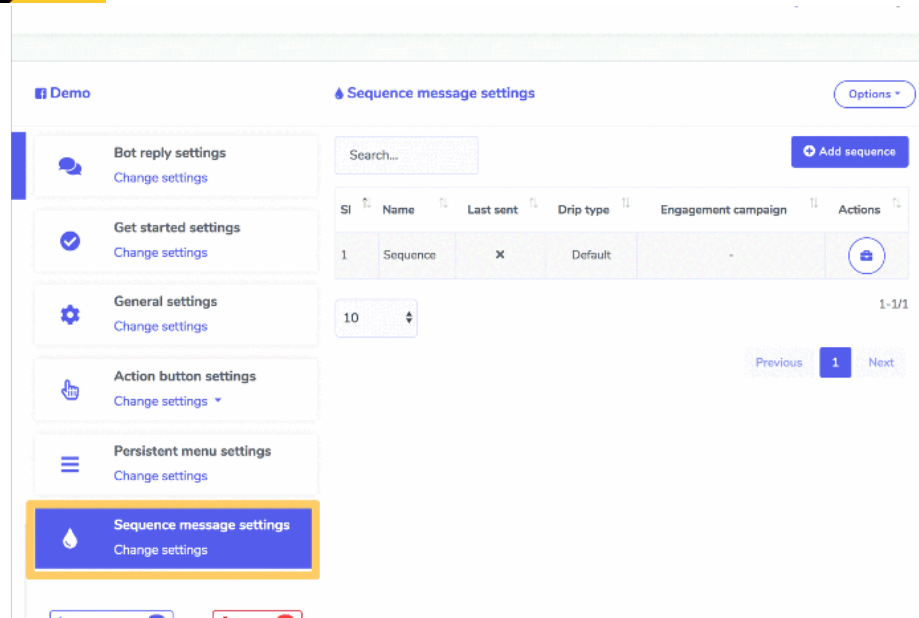 Demo
Bot reply settings
Change settings
Get started settings
Change settings
General settings
Change settings
Action button settings
Change settings
Persistent menu settings
Change settings
Sequence message settings
Change settings
Sequence message settings
Options
Search...
Add sequence
Sl Name Last sent Drip type Engagement campaign Actions
1 Sequence Default -
10
1-1/1
Previous 1 Next